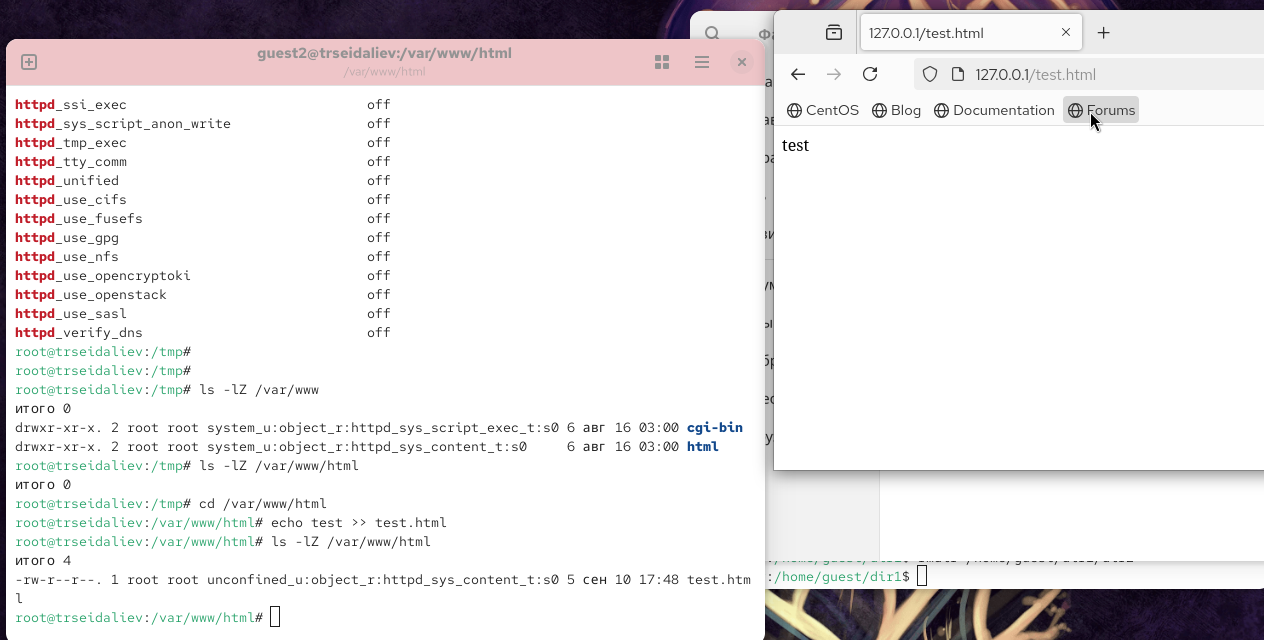 guest2@trseidaliev:/var/www/html
/var/www/html
httpd_ssi_exec off
httpd_sys_script_anon_write off
httpd_tmp_exec off
httpd_tty_comm off
httpd_unified off
httpd_use_cifs off
httpd_use_fusefs off
httpd_use_gpg off
httpd_use_nfs off
httpd_use_opencryptoki off
httpd_use_openstack off
httpd_use_sasl off
httpd_verify_dns off
root@trseidaliev:/tmp#
root@trseidaliev:/tmp#
root@trseidaliev:/tmp# ls -lZ /var/www
итого 0
drwxr-xr-x. 2 root root system_u:object_r:httpd_sys_script_exec_t:s0 6 авг 16 03:00 cgi-bin
drwxr-xr-x. 2 root root system_u:object_r:httpd_sys_content_t:s0 6 авг 16 03:00 html
root@trseidaliev:/tmp# ls -lZ /var/www/html
итого 0
root@trseidaliev:/tmp# cd /var/www/html
root@trseidaliev:/var/www/html# echo test >> test.html
root@trseidaliev:/var/www/html# ls -lZ /var/www/html
итого 4
-rw-r--r--. 1 root root unconfined_u:object_r:httpd_sys_content_t:s0 5 сен 10 17:48 test.htm
l
root@trseidaliev:/var/www/html#
127.0.0.1/test.html
127.0.0.1/test.html
CentOS Blog Documentation Forums
test
:/home/guest/dir1$